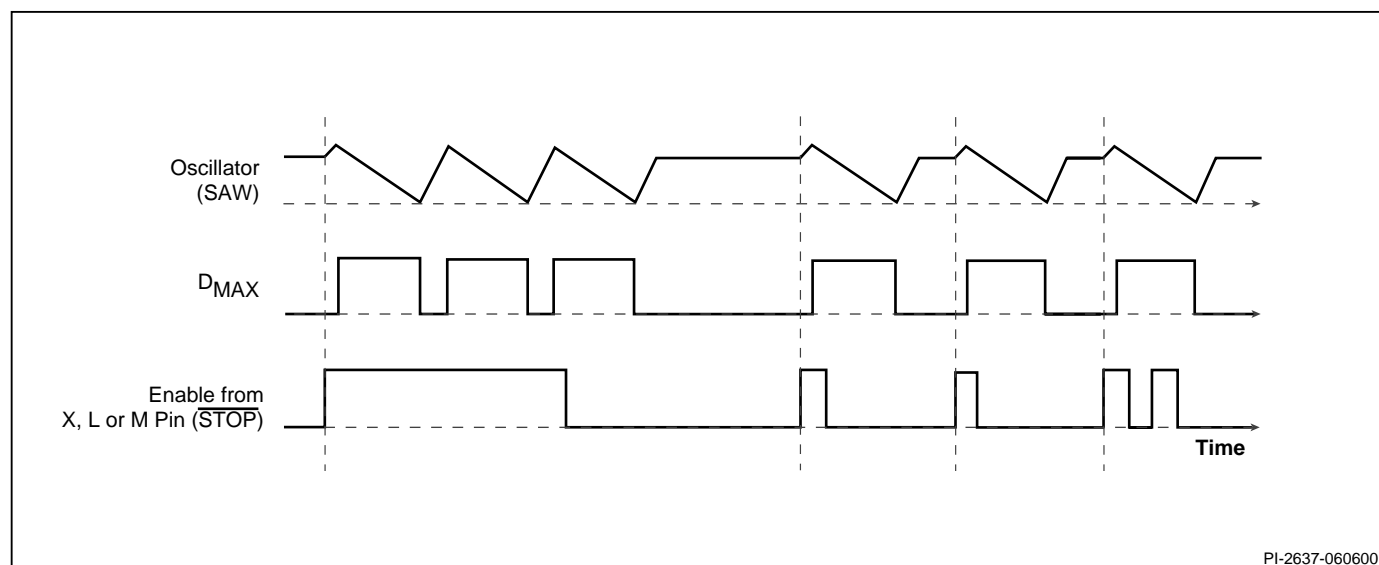 Oscillator
(SAW)
DMAX
Enable from
X, L or M Pin (STOP)
Time
PI-2637-060600